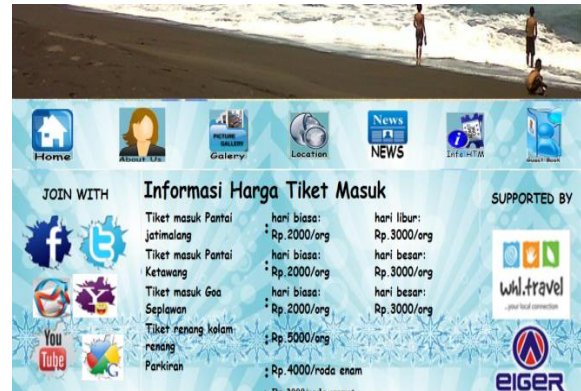 Home
About Us
PICTURE
GALLERY
Galery
Location
News
NEWS
Info HTM
Guest Book
JOIN WITH
Informasi Harga Tiket Masuk
SUPPORTED BY
Tiket masuk Pantai jatimalang : hari biasa: Rp.2000/org hari libur: Rp.3000/org
Tiket masuk Pantai Ketawang : hari biasa: Rp.2000/org hari besar: Rp.3000/org
Tiket masuk Goa Seplawan : hari biasa: Rp.2000/org hari besar: Rp.3000/org
Tiket renang kolam renang : Rp.5000/org
Parkiran : Rp.4000/roda enam
You
Tube
whl.travel
...your local connection
EIGER